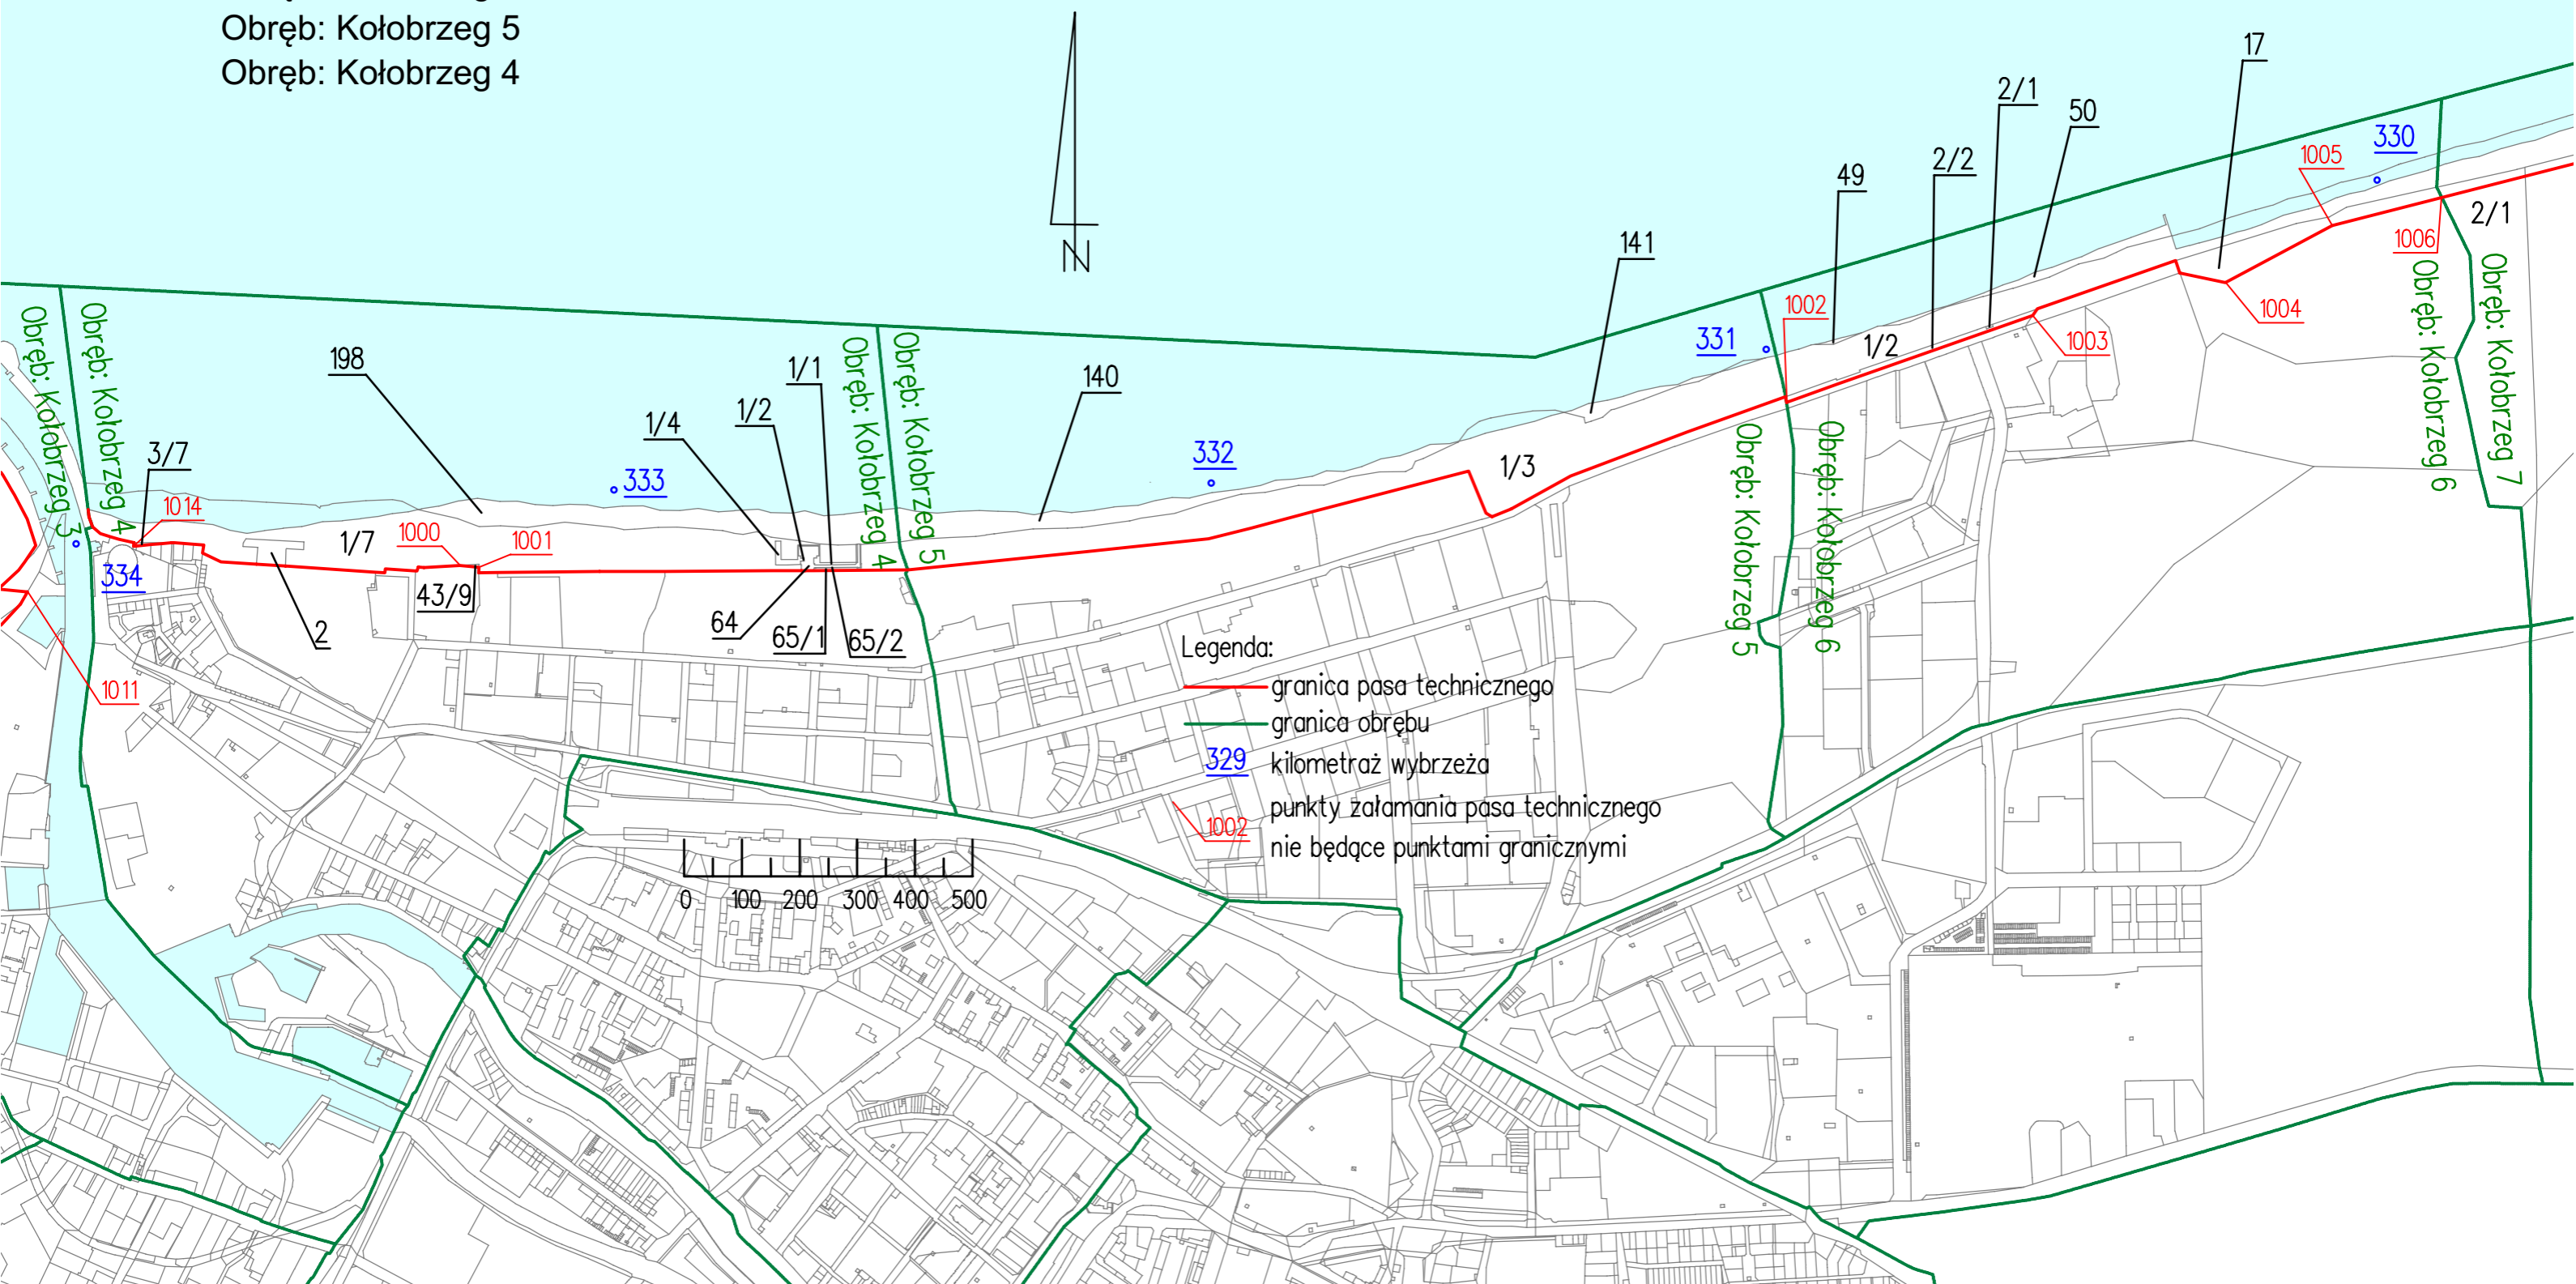 Obręb: Kołobrzeg 5
Obręb: Kołobrzeg 4
17
2/1
50
330
1005
2/2
49
2/1
1006
141
N
1004
1002
331
1003
1/2
Obręb: Kołobrzeg 3
Obręb: Kołobrzeg 4
198
1/1
140
1/2
1/4
Obręb: Kołobrzeg 4
Obręb: Kołobrzeg 5
Obręb: Kołobrzeg 6
Obręb: Kołobrzeg 7
3/7
333
332
1/3
1014
1/7
1000
1001
Obręb: Kołobrzeg 5
Obręb: Kołobrzeg 6
334
43/9
2
64
65/1
65/2
1011
Legenda:
granica pasa technicznego
granica obrębu
329 kilometraż wybrzeża
1002 punkty załamania pasa technicznego
nie będące punktami granicznymi
0 100 200 300 400 500